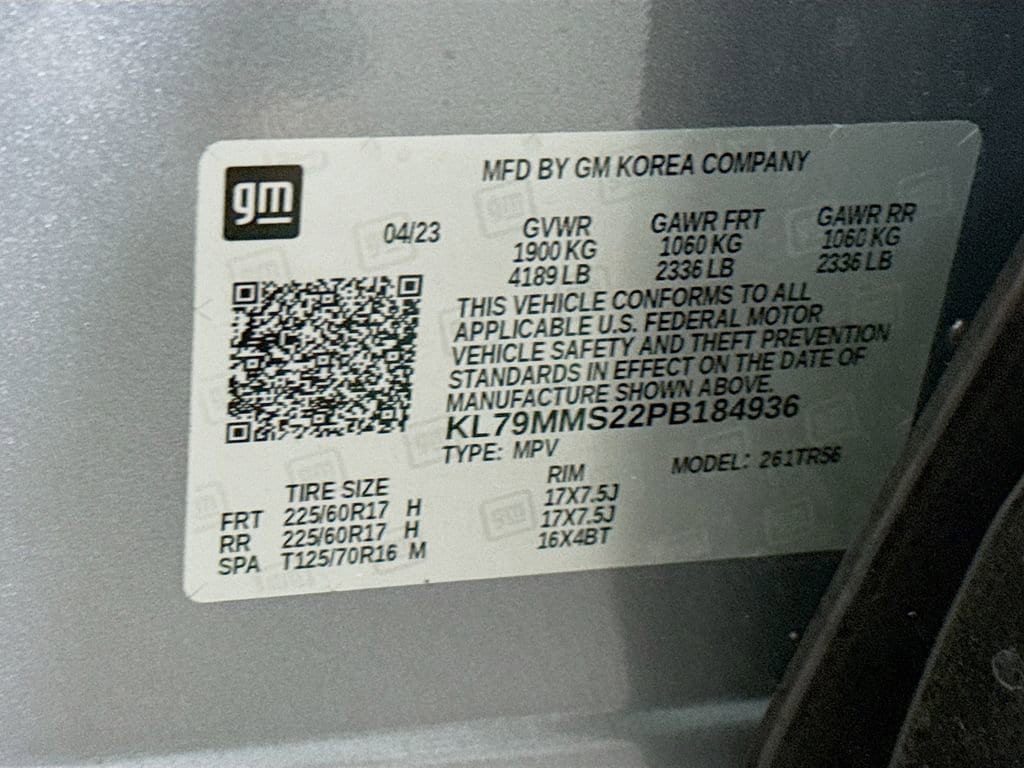 gm
MFD BY GM KOREA COMPANY
04/23 GVWR GAWR FRT GAWR RR
1900 KG 1060 KG 1060 KG
4189 LB 2336 LB 2336 LB
THIS VEHICLE CONFORMS TO ALL
APPLICABLE U.S. FEDERAL MOTOR
VEHICLE SAFETY AND THEFT PREVENTION
STANDARDS IN EFFECT ON THE DATE OF
MANUFACTURE SHOWN ABOVE.
KL79MMS22PB184936
TYPE: MPV MODEL: 261TR56
TIRE SIZE RIM
FRT 225/60R17 H 17X7.5J
RR 225/60R17 H 17X7.5J
SPA T125/70R16 M 16X4BT